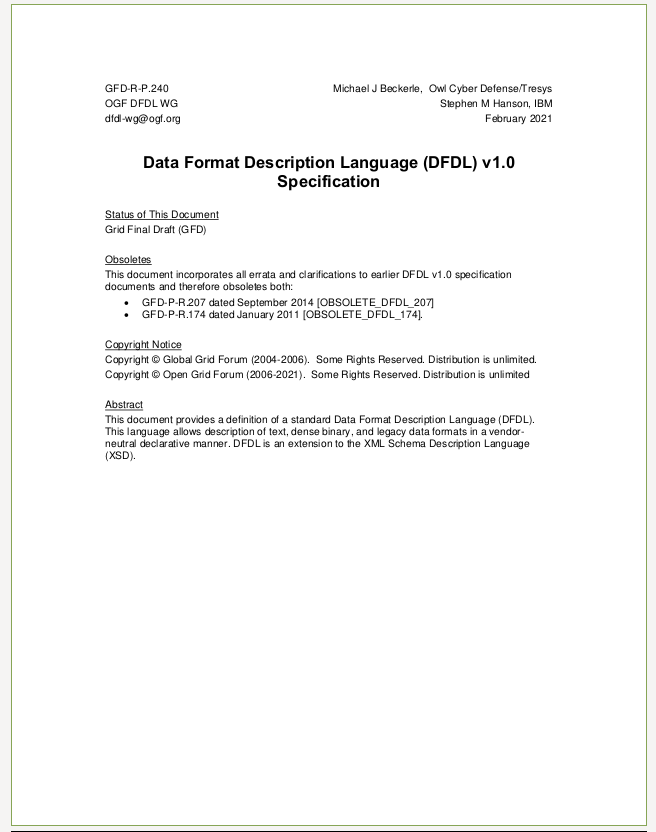 GFD-R-P.240
Michael J Beckerle,  Owl Cyber Defense/Tresys
OGF DFDL WG
Stephen M Hanson, IBM
dfdl-wg@ogf.org
February 2021
Data Format Description Language (DFDL) v1.0
Specification
Status of This Document
Grid Final Draft (GFD)
Obsoletes
This document incorporates all errata and clarifications to earlier DFDL v1.0 specification
documents and therefore obsoletes both:
• GFD-P-R.207 dated September 2014 [OBSOLETE_DFDL_207]
• GFD-P-R.174 dated January 2011 [OBSOLETE_DFDL_174].
Copyright Notice
Copyright © Global Grid Forum (2004-2006).  Some Rights Reserved. Distribution is unlimited.
Copyright © Open Grid Forum (2006-2021).  Some Rights Reserved. Distribution is unlimited
Abstract
This document provides a definition of a standard Data Format Description Language (DFDL).
This language allows description of text, dense binary, and legacy data formats in a vendor-
neutral declarative manner. DFDL is an extension to the XML Schema Description Language
(XSD).